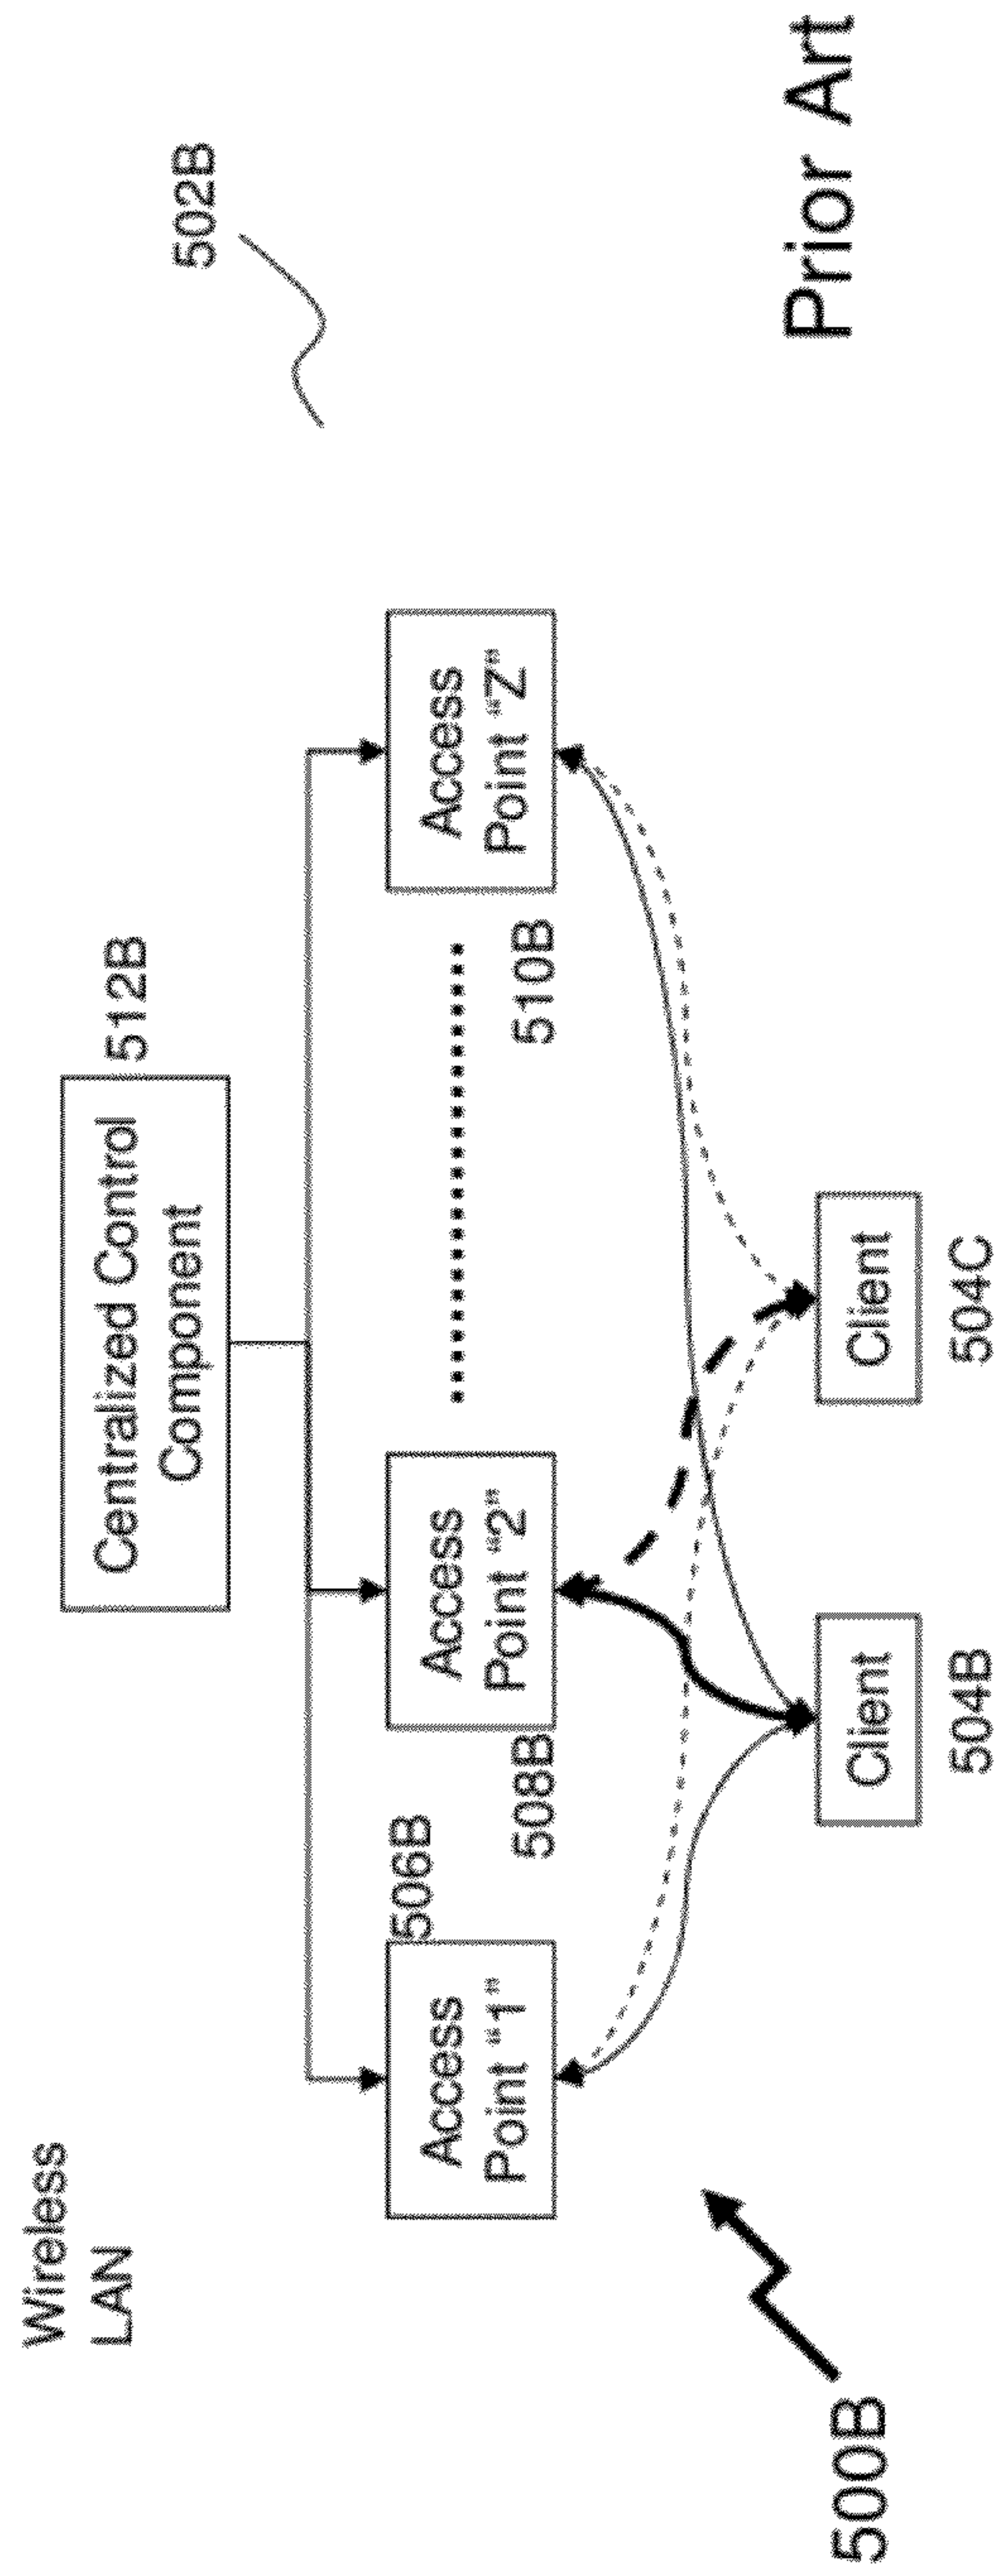 Wireless
LAN
Centralized Control
Component
512B
502B
506B
Access
Point "1"
Access
Point "2"
508B
Access
Point "Z"
510B
Client
504B
Client
504C
500B
Prior Art